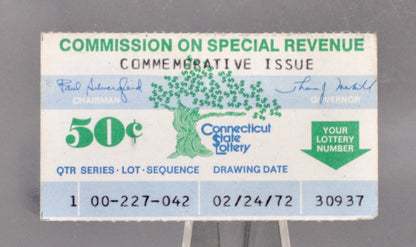 COMMISSION ON SPECIAL REVENUE
COMMEMORATIVE ISSUE
CHAIRMAN
GOVERNOR
50¢
Connecticut
State
Lottery
YOUR
LOTTERY
NUMBER
QTR SERIES · LOT · SEQUENCE DRAWING DATE
1 00-227-042 02/24/72 30937